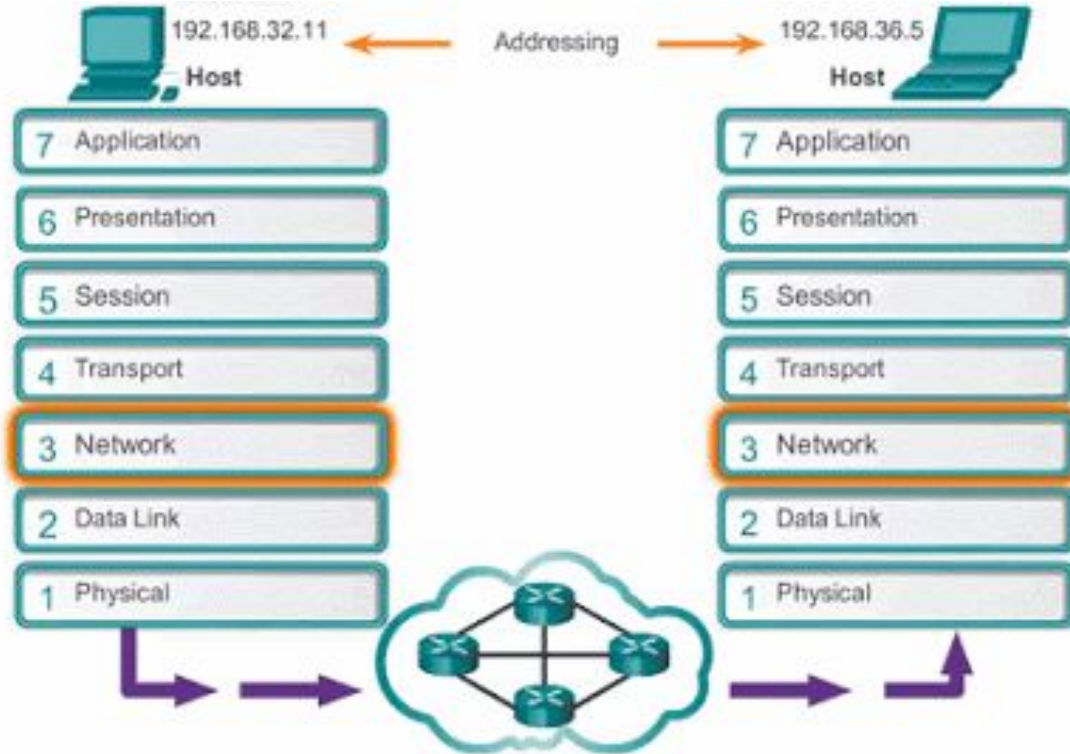 192.168.32.11
Addressing
192.168.36.5
Host
Host
7 Application
6 Presentation
5 Session
4 Transport
3 Network
2 Data Link
1 Physical
7 Application
6 Presentation
5 Session
4 Transport
3 Network
2 Data Link
1 Physical